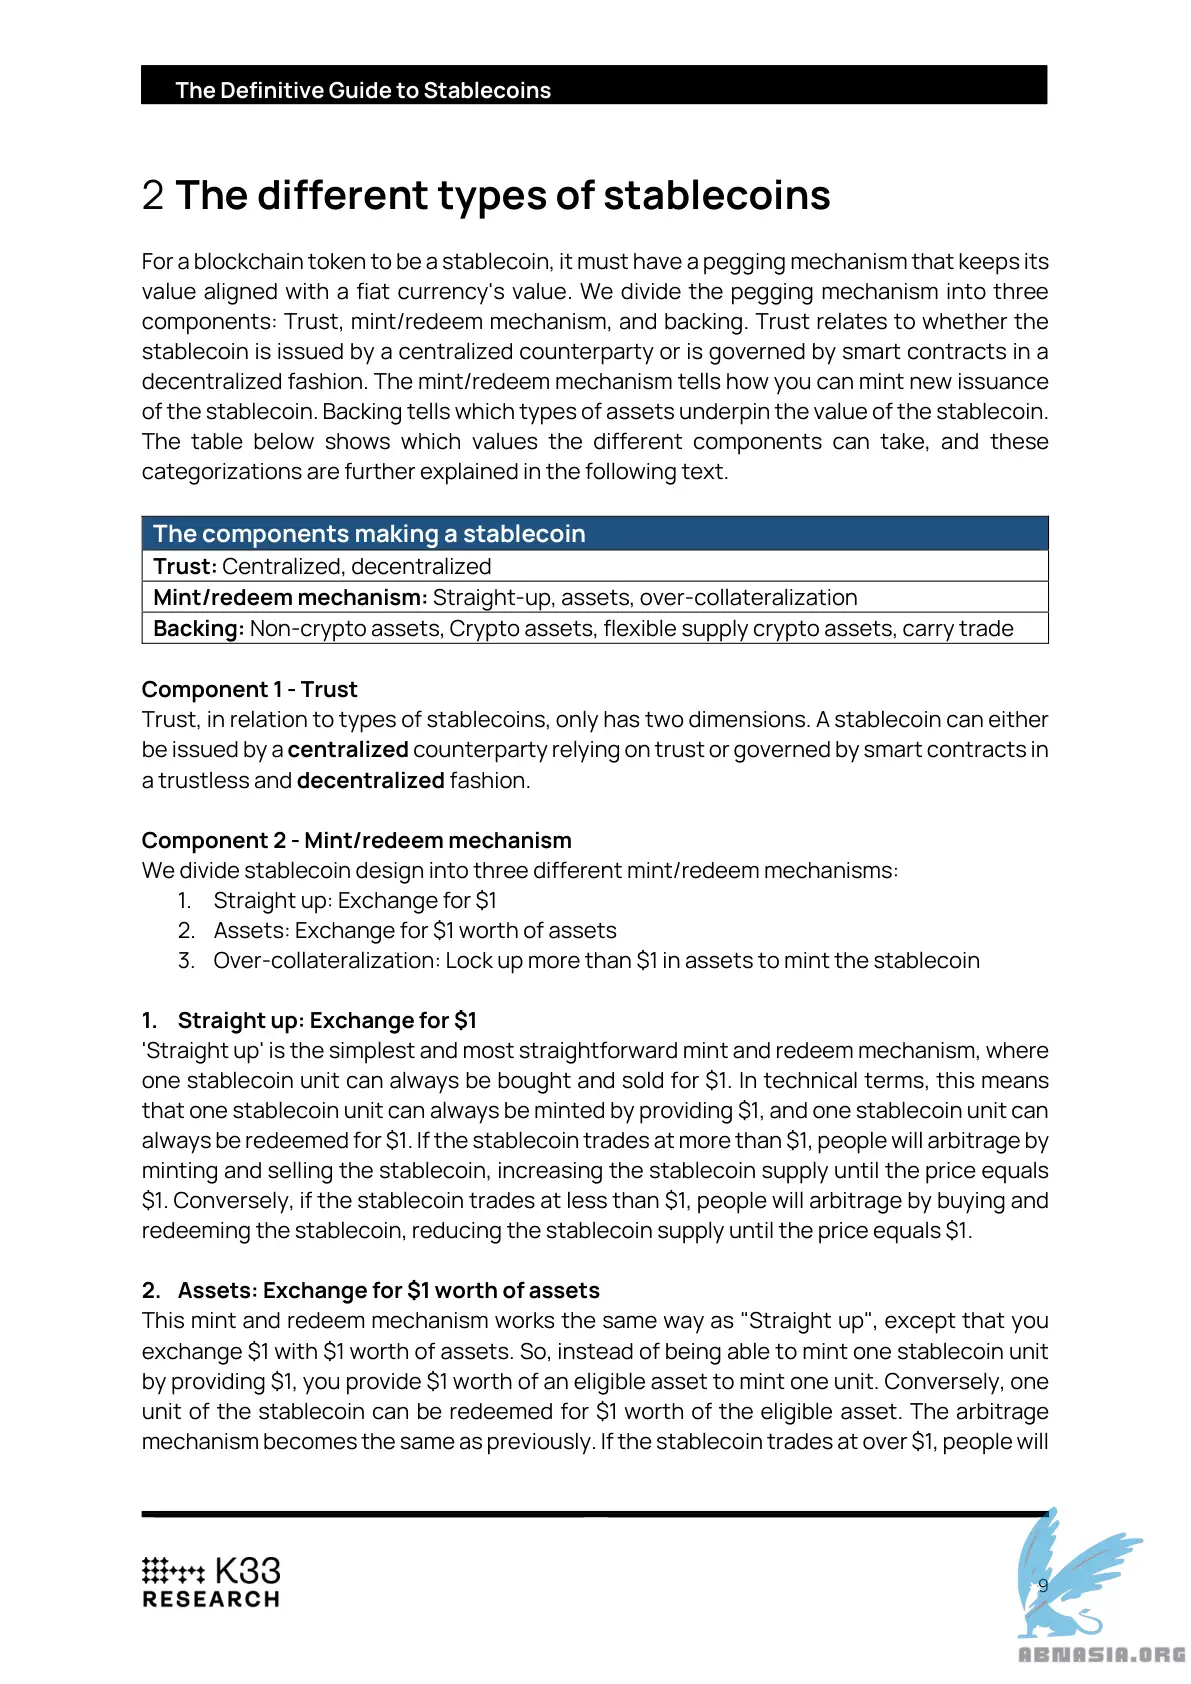 The Definitive Guide to Stablecoins
2 The different types of stablecoins
For a blockchain token to be a stablecoin, it must have a pegging mechanism that keeps its
value aligned with a fiat currency's value. We divide the pegging mechanism into three
components: Trust, mint/redeem mechanism, and backing. Trust relates to whether the
stablecoin is issued by a centralized counterparty or is governed by smart contracts in a
decentralized fashion. The mint/redeem mechanism tells how you can mint new issuance
of the stablecoin. Backing tells which types of assets underpin the value of the stablecoin.
The table below shows which values the different components can take, and these
categorizations are further explained in the following text.
The components making a stablecoin
Trust: Centralized, decentralized
Mint/redeem mechanism: Straight-up, assets, over-collateralization
Backing: Non-crypto assets, Crypto assets, flexible supply crypto assets, carry trade
Component 1 - Trust
Trust, in relation to types of stablecoins, only has two dimensions. A stablecoin can either
be issued by a centralized counterparty relying on trust or governed by smart contracts in
a trustless and decentralized fashion.
Component 2 - Mint/redeem mechanism
We divide stablecoin design into three different mint/redeem mechanisms:
1. Straight up: Exchange for $1
2. Assets: Exchange for $1 worth of assets
3. Over-collateralization: Lock up more than $1 in assets to mint the stablecoin
1. Straight up: Exchange for $1
'Straight up' is the simplest and most straightforward mint and redeem mechanism, where
one stablecoin unit can always be bought and sold for $1. In technical terms, this means
that one stablecoin unit can always be minted by providing $1, and one stablecoin unit can
always be redeemed for $1. If the stablecoin trades at more than $1, people will arbitrage by
minting and selling the stablecoin, increasing the stablecoin supply until the price equals
$1. Conversely, if the stablecoin trades at less than $1, people will arbitrage by buying and
redeeming the stablecoin, reducing the stablecoin supply until the price equals $1.
2. Assets: Exchange for $1 worth of assets
This mint and redeem mechanism works the same way as "Straight up", except that you
exchange $1 with $1 worth of assets. So, instead of being able to mint one stablecoin unit
by providing $1, you provide $1 worth of an eligible asset to mint one unit. Conversely, one
unit of the stablecoin can be redeemed for $1 worth of the eligible asset. The arbitrage
mechanism becomes the same as previously. If the stablecoin trades at over $1, people will
K33
RESEARCH
9
ABNASIA.ORG